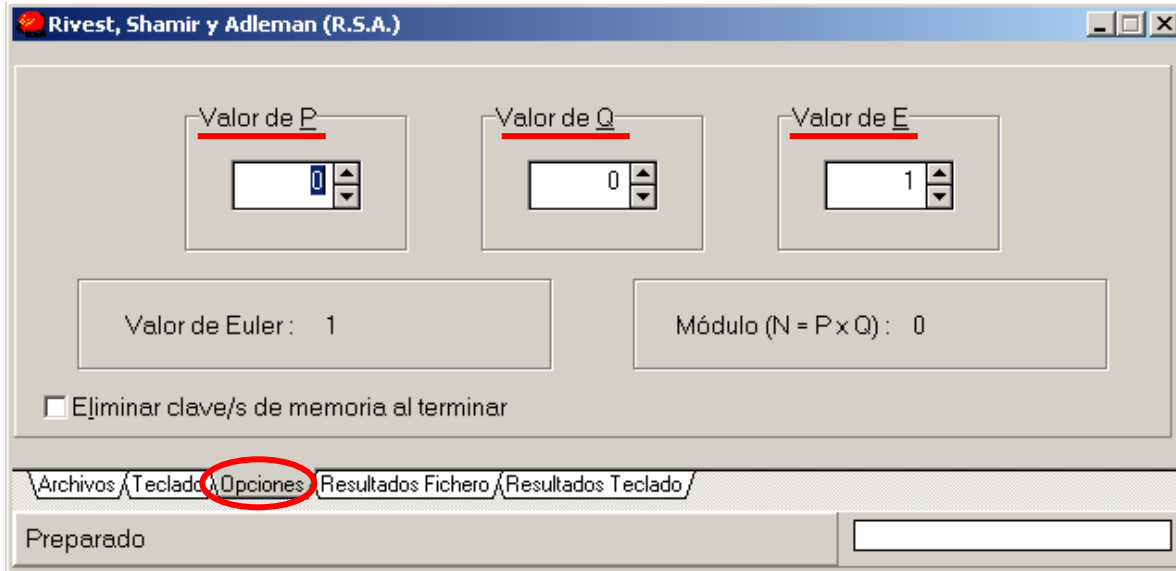 Rivest, Shamir y Adleman (R.S.A.)
Valor de P Valor de Q Valor de E
0 0 1
Valor de Euler : 1 Módulo (N = P x Q) : 0
Eliminar clave/s de memoria al terminar
Archivos Teclado Opciones Resultados Fichero Resultados Teclado
Preparado